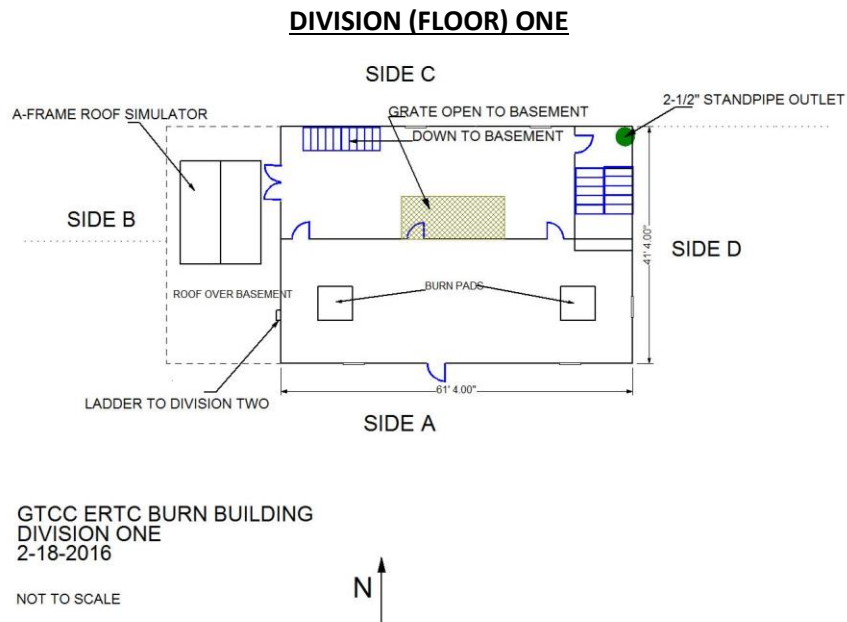 DIVISION (FLOOR) ONE
SIDE C
2-1/2" STANDPIPE OUTLET
A-FRAME ROOF SIMULATOR
GRATE OPEN TO BASEMENT
DOWN TO BASEMENT
SIDE B
SIDE D
41' 4.00"
ROOF OVER BASEMENT
BURN PADS
61' 4.00"
LADDER TO DIVISION TWO
SIDE A
GTCC ERTC BURN BUILDING
DIVISION ONE
2-18-2016
NOT TO SCALE
N